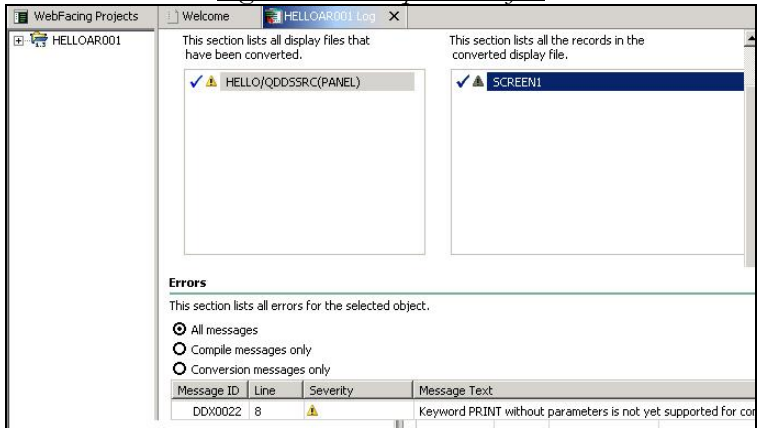 WebFacing Projects
Welcome
HELLOAR001 Log
HELLOAR001
This section lists all display files that
have been converted.
HELLO/QDDSSRC(PANEL)
This section lists all the records in the
converted display file.
SCREEN1
Errors
This section lists all errors for the selected object.
All messages
Compile messages only
Conversion messages only
Message ID Line Severity Message Text
DDX0022 8 Keyword PRINT without parameters is not yet supported for